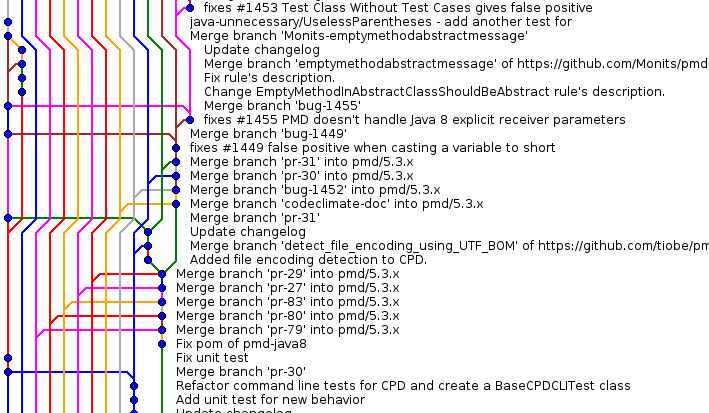 fixes #1453 Test Class Without Test Cases gives false positive
java-unnecessary/UselessParentheses - add another test for
Merge branch 'Monits-emptymethodabstractmessage'
Update changelog
Merge branch 'emptymethodabstractmessage' of https://github.com/Monits/pmd
Fix rule's description.
Change EmptyMethodInAbstractClassShouldBeAbstract rule's description.
Merge branch 'bug-1455'
fixes #1455 PMD doesn't handle Java 8 explicit receiver parameters
Merge branch 'bug-1449'
fixes #1449 false positive when casting a variable to short
Merge branch 'pr-31' into pmd/5.3.x
Merge branch 'pr-30' into pmd/5.3.x
Merge branch 'bug-1452' into pmd/5.3.x
Merge branch 'codeclimate-doc' into pmd/5.3.x
Merge branch 'pr-31'
Update changelog
Merge branch 'detect_file_encoding_using_UTF_BOM' of https://github.com/tiobe/pm
Added file encoding detection to CPD.
Merge branch 'pr-29' into pmd/5.3.x
Merge branch 'pr-27' into pmd/5.3.x
Merge branch 'pr-83' into pmd/5.3.x
Merge branch 'pr-80' into pmd/5.3.x
Merge branch 'pr-79' into pmd/5.3.x
Fix pom of pmd-java8
Fix unit test
Merge branch 'pr-30'
Refactor command line tests for CPD and create a BaseCPDCLITest class
Add unit test for new behavior
Update changelog